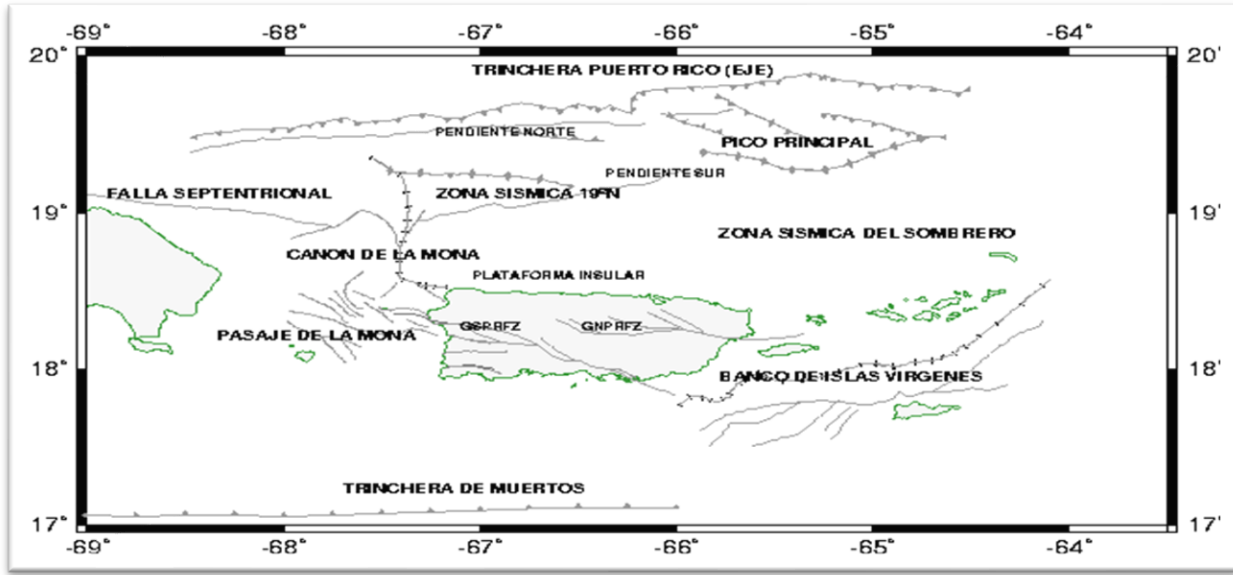 -69° -68° -67° -66° -65° -64°
20° 20'
TRINCHERA PUERTO RICO (EJE)
PENDIENTE NORTE
PICO PRINCIPAL
PENDIENTE SUR
FALLA SEPTENTRIONAL ZONA SISMICA 19°N
19° 19°
ZONA SISMICA DEL SOMBRERO
CANON DE LA MONA
PLATAFORMA INSULAR
GSPRFZ GNPRFZ
PASAJE DE LA MONA
18° 18°
BANCO DE ISLAS VIRGENES
TRINCHERA DE MUERTOS
17° 17'
-69° -68° -67° -66° -65° -64°